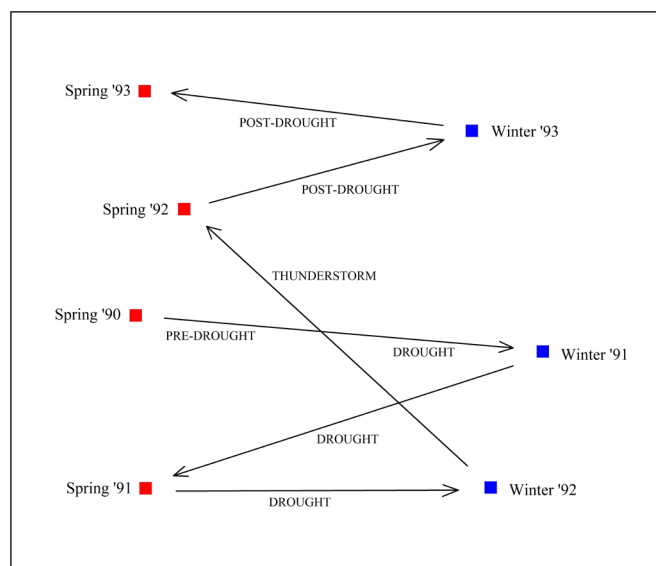 Spring '93
POST-DROUGHT
Winter '93
POST-DROUGHT
Spring '92
THUNDERSTORM
Spring '90
PRE-DROUGHT
DROUGHT
Winter '91
DROUGHT
Spring '91
DROUGHT
Winter '92